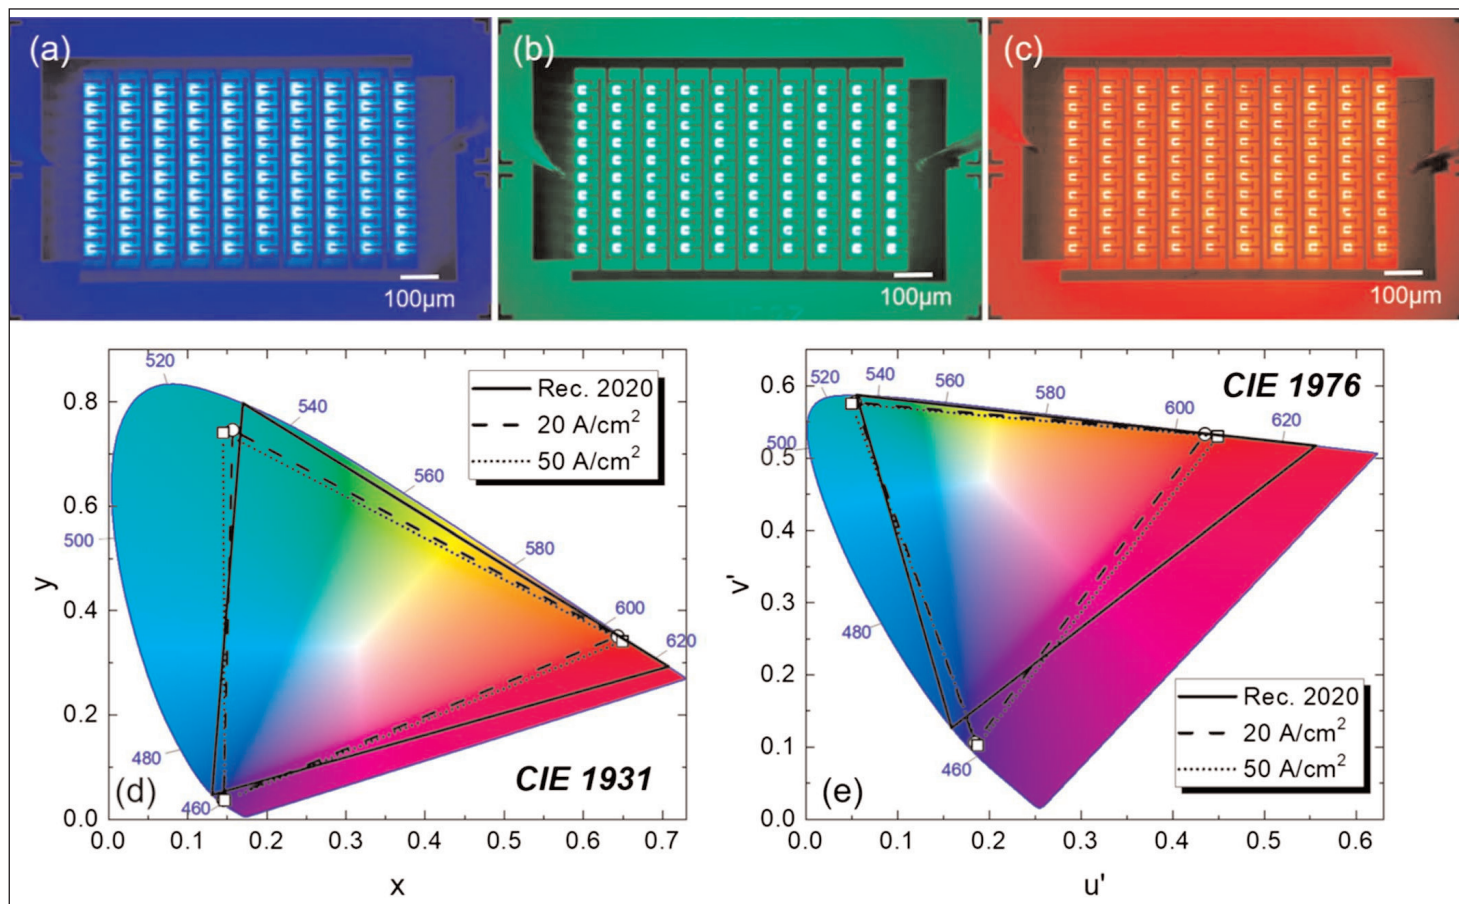 (a)
100μm
(b)
100μm
(c)
100μm
520
540
560
580
600
620
500
480
460
Rec. 2020
20 A/cm²
50 A/cm²
0.8
0.6
0.4
0.2
0.0
y
(d)
CIE 1931
0.0 0.1 0.2 0.3 0.4 0.5 0.6 0.7
x
0.6
0.5
0.4
0.3
0.2
0.1
0.0
v'
520
540
560
580
600
620
500
480
460
CIE 1976
Rec. 2020
20 A/cm²
50 A/cm²
(e)
0.0 0.1 0.2 0.3 0.4 0.5 0.6
u'